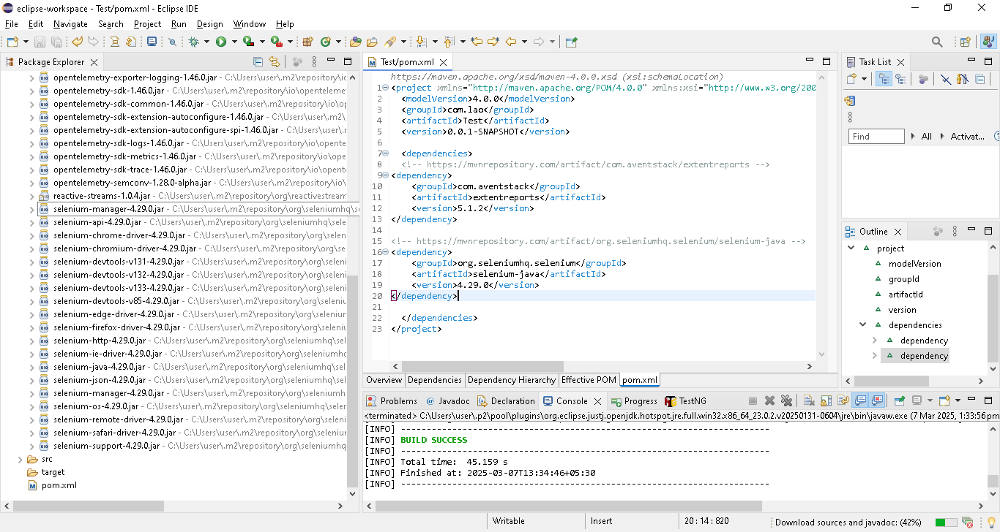 eclipse-workspace - Test/pom.xml - Eclipse IDE
File Edit Navigate Search Project Run Design Window Help
Package Explorer
opentelemetry-exporter-logging-1.46.0.jar - C:\Users\user\.m2\repository\io
opentelemetry-sdk-1.46.0.jar - C:\Users\user\.m2\repository\io\opentelemet
opentelemetry-sdk-common-1.46.0.jar - C:\Users\user\.m2\repository\io\op
opentelemetry-sdk-extension-autoconfigure-1.46.0.jar - C:\Users\user\.m2\
opentelemetry-sdk-extension-autoconfigure-spi-1.46.0.jar - C:\Users\user\.
opentelemetry-sdk-logs-1.46.0.jar - C:\Users\user\.m2\repository\io\opente
opentelemetry-sdk-metrics-1.46.0.jar - C:\Users\user\.m2\repository\io\ope
opentelemetry-sdk-trace-1.46.0.jar - C:\Users\user\.m2\repository\io\opent
opentelemetry-semconv-1.28.0-alpha.jar - C:\Users\user\.m2\repository\io\
reactive-streams-1.0.4.jar - C:\Users\user\.m2\repository\org\reactivestream
selenium-manager-4.29.0.jar - C:\Users\user\.m2\repository\org\seleniumhq\se
selenium-api-4.29.0.jar - C:\Users\user\.m2\repository\org\seleniumhq\selen
selenium-chrome-driver-4.29.0.jar - C:\Users\user\.m2\repository\org\selen
selenium-chromium-driver-4.29.0.jar - C:\Users\user\.m2\repository\org\se
selenium-devtools-v131-4.29.0.jar - C:\Users\user\.m2\repository\org\selen
selenium-devtools-v132-4.29.0.jar - C:\Users\user\.m2\repository\org\selen
selenium-devtools-v133-4.29.0.jar - C:\Users\user\.m2\repository\org\selen
selenium-devtools-v85-4.29.0.jar - C:\Users\user\.m2\repository\org\seleni
selenium-edge-driver-4.29.0.jar - C:\Users\user\.m2\repository\org\seleniu
selenium-firefox-driver-4.29.0.jar - C:\Users\user\.m2\repository\org\seleni
selenium-http-4.29.0.jar - C:\Users\user\.m2\repository\org\seleniumhq\sel
selenium-ie-driver-4.29.0.jar - C:\Users\user\.m2\repository\org\seleniumh
selenium-java-4.29.0.jar - C:\Users\user\.m2\repository\org\seleniumhq\sel
selenium-json-4.29.0.jar - C:\Users\user\.m2\repository\org\seleniumhq\sel
selenium-manager-4.29.0.jar - C:\Users\user\.m2\repository\org\seleniumh
selenium-os-4.29.0.jar - C:\Users\user\.m2\repository\org\seleniumhq\selen
selenium-remote-driver-4.29.0.jar - C:\Users\user\.m2\repository\org\selen
selenium-safari-driver-4.29.0.jar - C:\Users\user\.m2\repository\org\seleniu
selenium-support-4.29.0.jar - C:\Users\user\.m2\repository\org\seleniumhq
src
target
pom.xml
Test/pom.xml
https://maven.apache.org/xsd/maven-4.0.0.xsd (xsi:schemaLocation)
1 <project xmlns="http://maven.apache.org/POM/4.0.0" xmlns:xsi="http://www.w3.org/200
2 <modelVersion>4.0.0</modelVersion>
3 <groupId>com.lao</groupId>
4 <artifactId>Test</artifactId>
5 <version>0.0.1-SNAPSHOT</version>
6
7 <dependencies>
8 <!-- https://mvnrepository.com/artifact/com.aventstack/extentreports -->
9 <dependency>
10 <groupId>com.aventstack</groupId>
11 <artifactId>extentreports</artifactId>
12 <version>5.1.2</version>
13 </dependency>
14
15 <!-- https://mvnrepository.com/artifact/org.seleniumhq.selenium/selenium-java -->
16 <dependency>
17 <groupId>org.seleniumhq.selenium</groupId>
18 <artifactId>selenium-java</artifactId>
19 <version>4.29.0</version>
20 </dependency>
21
22 </dependencies>
23 </project>
Overview Dependencies Dependency Hierarchy Effective POM pom.xml
Task List
Find All Activat...
Outline
project
modelVersion
groupId
artifactId
version
dependencies
dependency
dependency
Problems Javadoc Declaration Console Progress TestNG
<terminated> C:\Users\user\.p2\pool\plugins\org.eclipse.justj.openjdk.hotspot.jre.full.win32.x86_64_23.0.2.v20250131-0604\jre\bin\javaw.exe (7 Mar 2025, 1:33:56 pm
[INFO] ------------------------------------------------------------------------
[INFO] BUILD SUCCESS
[INFO] ------------------------------------------------------------------------
[INFO] Total time:  45.159 s
[INFO] Finished at: 2025-03-07T13:34:46+05:30
[INFO] ------------------------------------------------------------------------
Writable Insert 20 : 14 : 820 Download sources and javadoc: (42%)